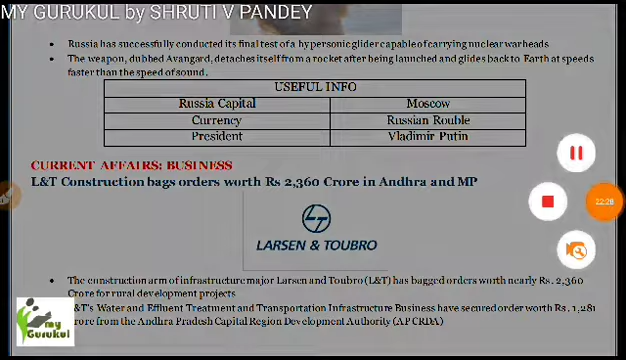 MY GURUKUL by SHRUTI V PANDEY
Russia has successfully conducted its final test of a hypersonic glider capable of carrying nuclear warheads
The weapon, dubbed Avangard, detaches itself from a rocket after being launched and glides back to Earth at speeds
faster than the speed of sound.
USEFUL INFO
Russia Capital Moscow
Currency Russian Rouble
President Vladimir Putin
CURRENT AFFAIRS: BUSINESS
L&T Construction bags orders worth Rs 2,360 Crore in Andhra and MP
LARSEN & TOUBRO
The construction arm of infrastructure major Larsen and Toubro (L&T) has bagged orders worth nearly Rs. 2,360
Crore for rural development projects
&T's Water and Effluent Treatment and Transportation Infrastructure Business have secured order worth Rs. 1,281
rore from the Andhra Pradesh Capital Region Development Authority (APCRDA)
my
Gurukul
22:28